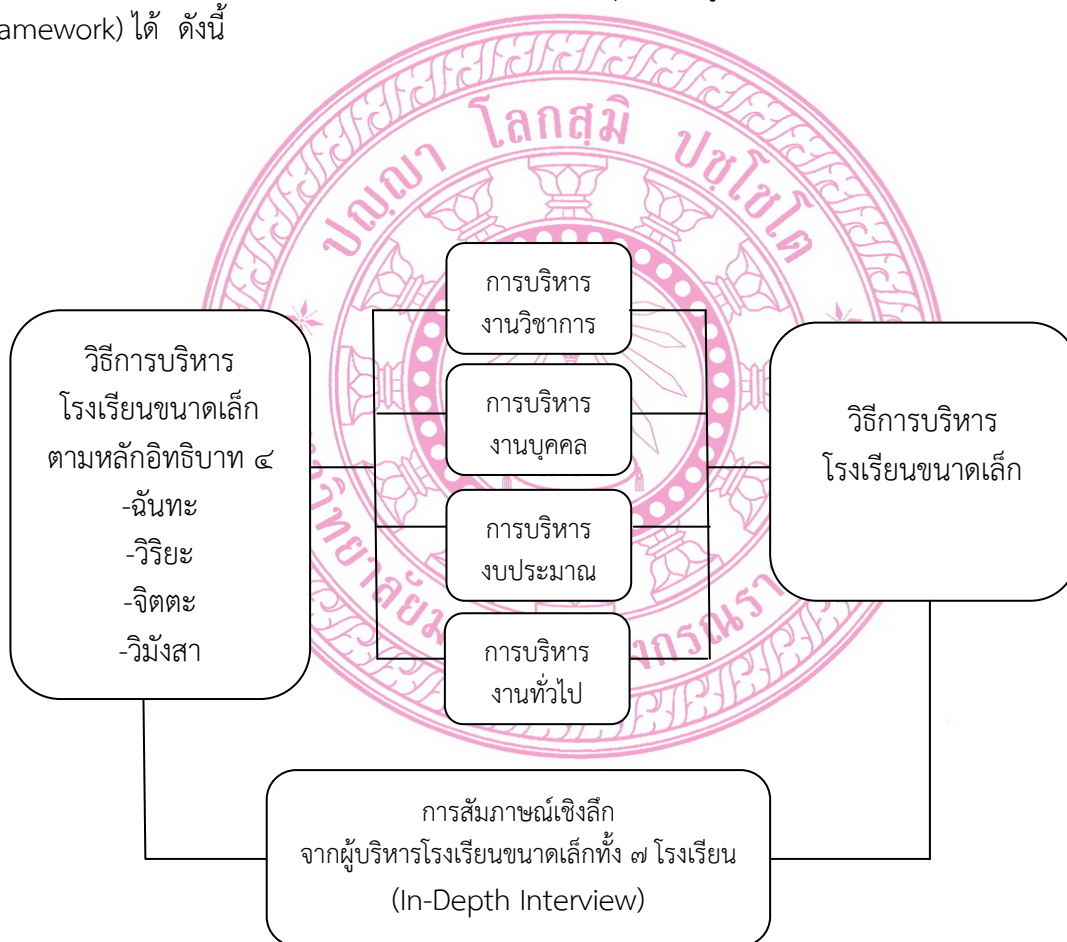 amework) ได้ ดังนี้
ปญฺญา โลกสฺมิ ปชฺโชโต
การบริหาร
งานวิชาการ
วิธีการบริหาร
โรงเรียนขนาดเล็ก
ตามหลักอิทธิบาท ๔
-ฉันทะ
-วิริยะ
-จิตตะ
-วิมังสา
การบริหาร
งานบุคคล
การบริหาร
งบประมาณ
การบริหาร
งานทั่วไป
วิธีการบริหาร
โรงเรียนขนาดเล็ก
การสัมภาษณ์เชิงลึก
จากผู้บริหารโรงเรียนขนาดเล็กทั้ง ๗ โรงเรียน
(In-Depth Interview)